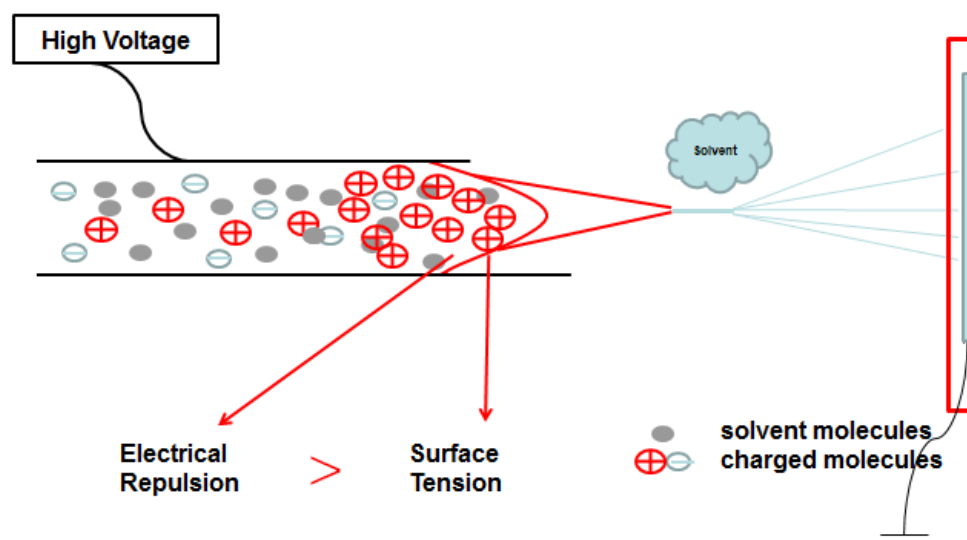 High Voltage
Solvent
Electrical
Repulsion
>
Surface
Tension
solvent molecules
charged molecules